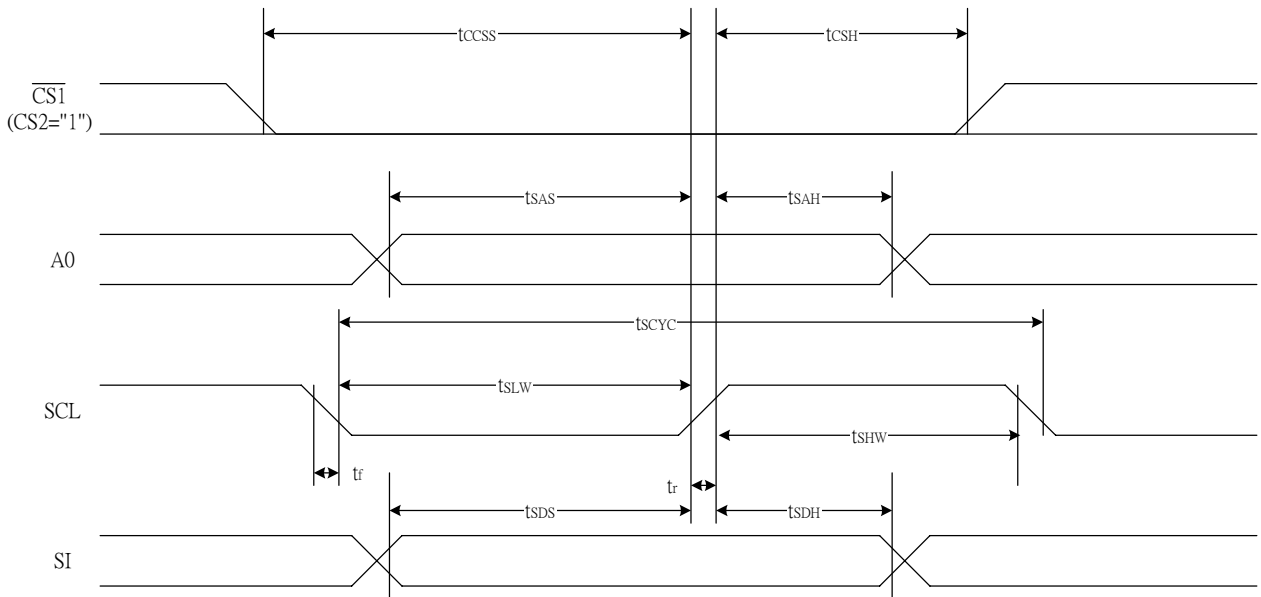 tCCSS
tCSH
CS1
(CS2="1")
tSAS
tSAH
A0
tSCYC
tSLW
SCL
tSHW
tf
tr
tSDS
tSDH
SI